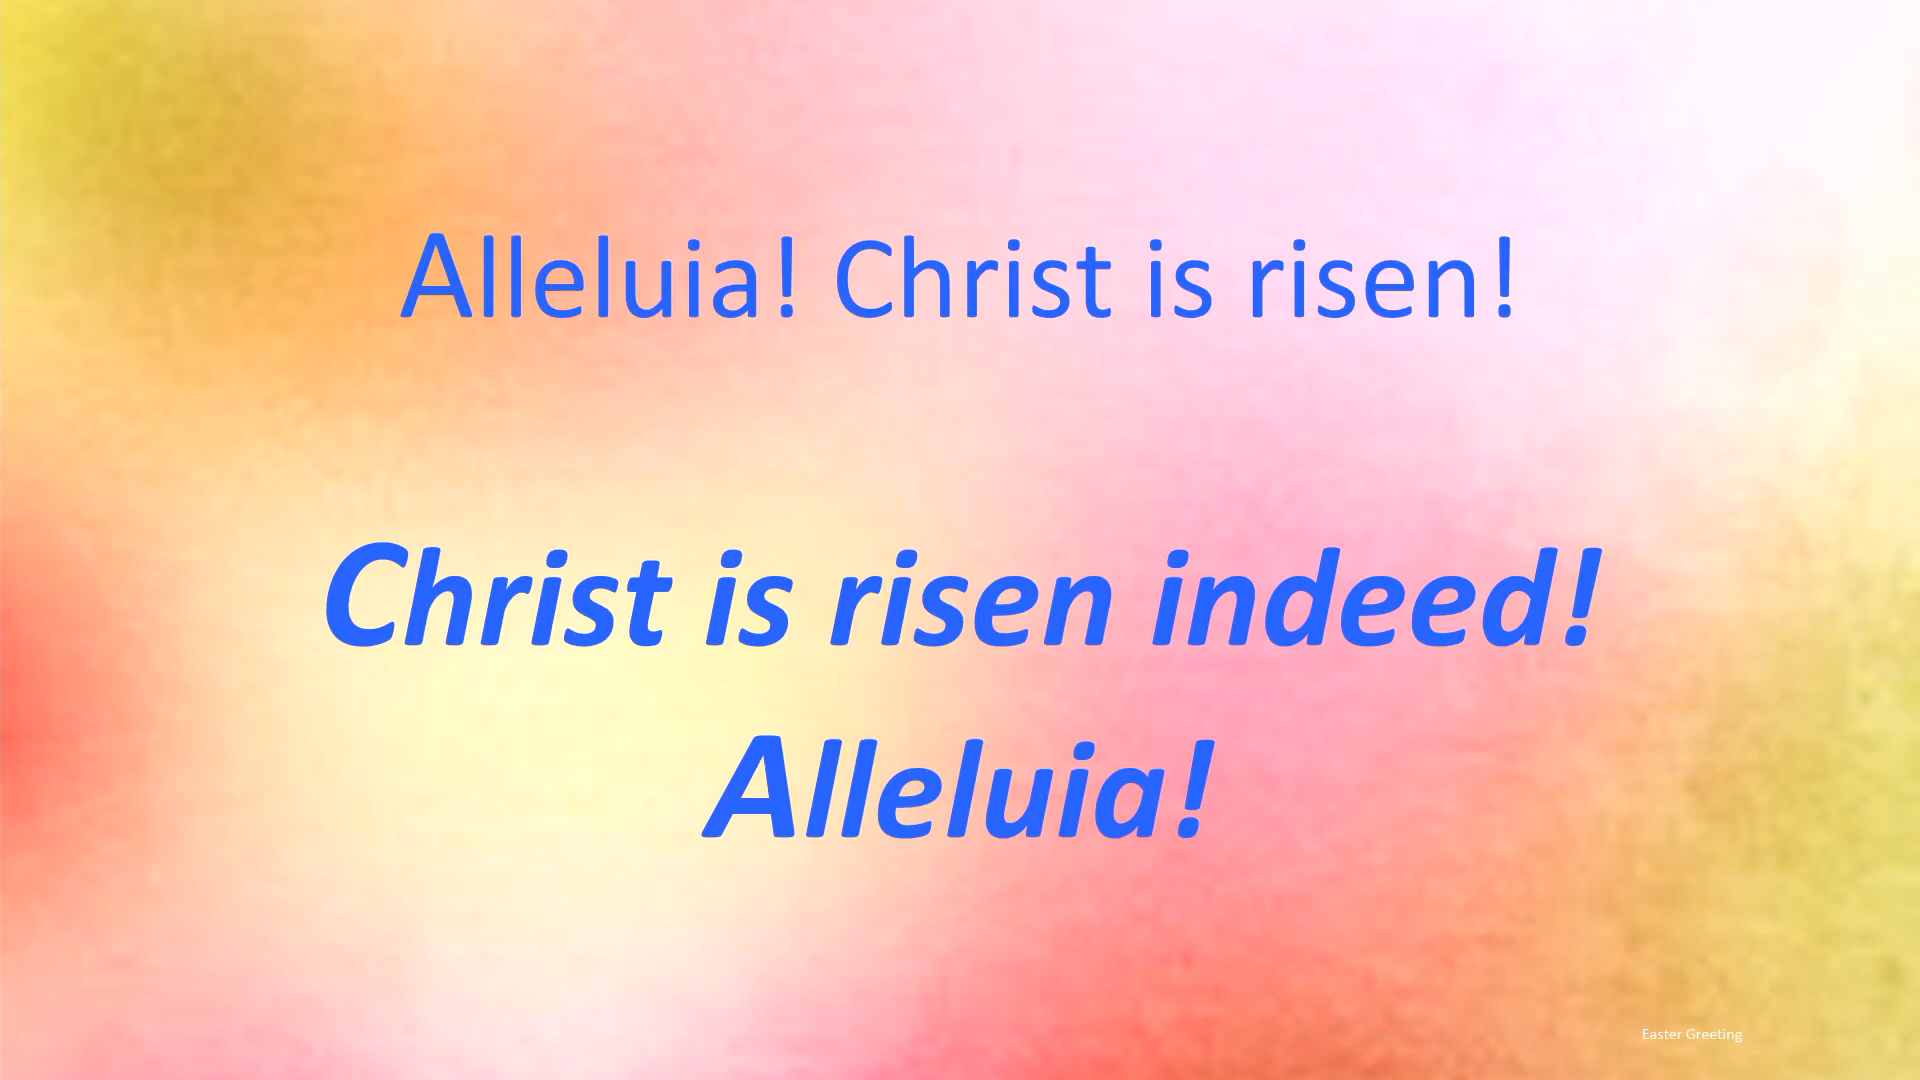 Alleluia! Christ is risen!
Christ is risen indeed!
Alleluia!
Easter Greeting